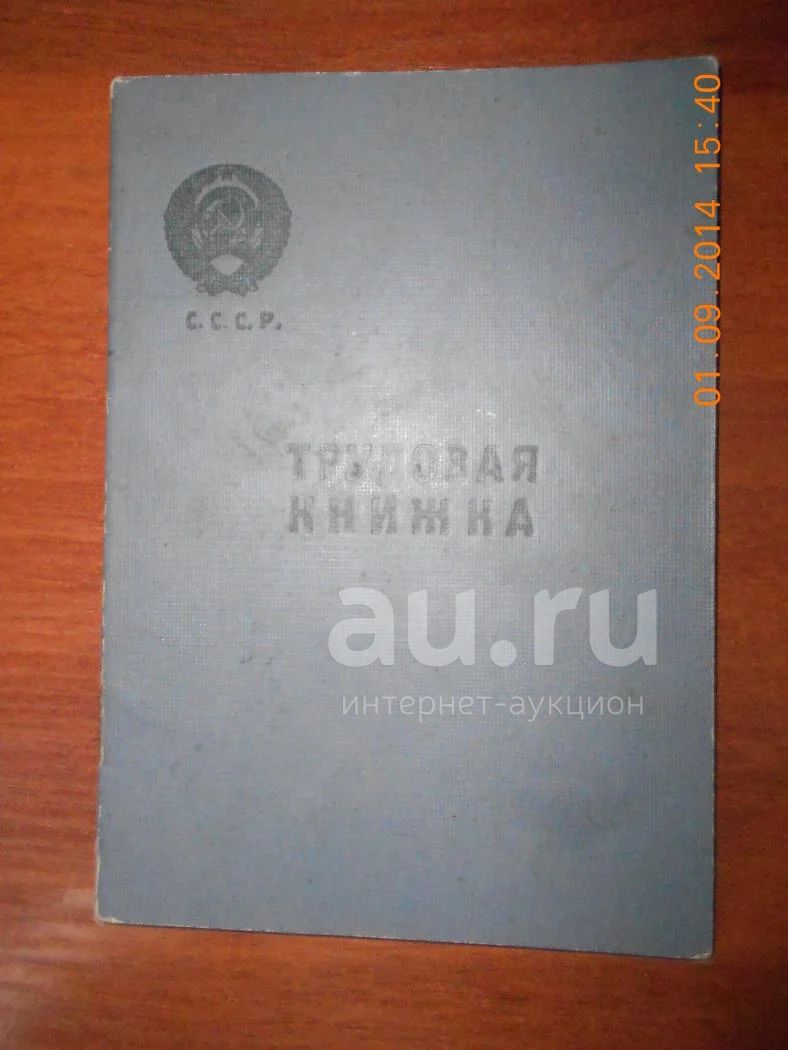 С. С. С. Р.
ТРУДОВАЯ
КНИЖКА
au.ru
интернет-аукцион
01.09.2014 15:40